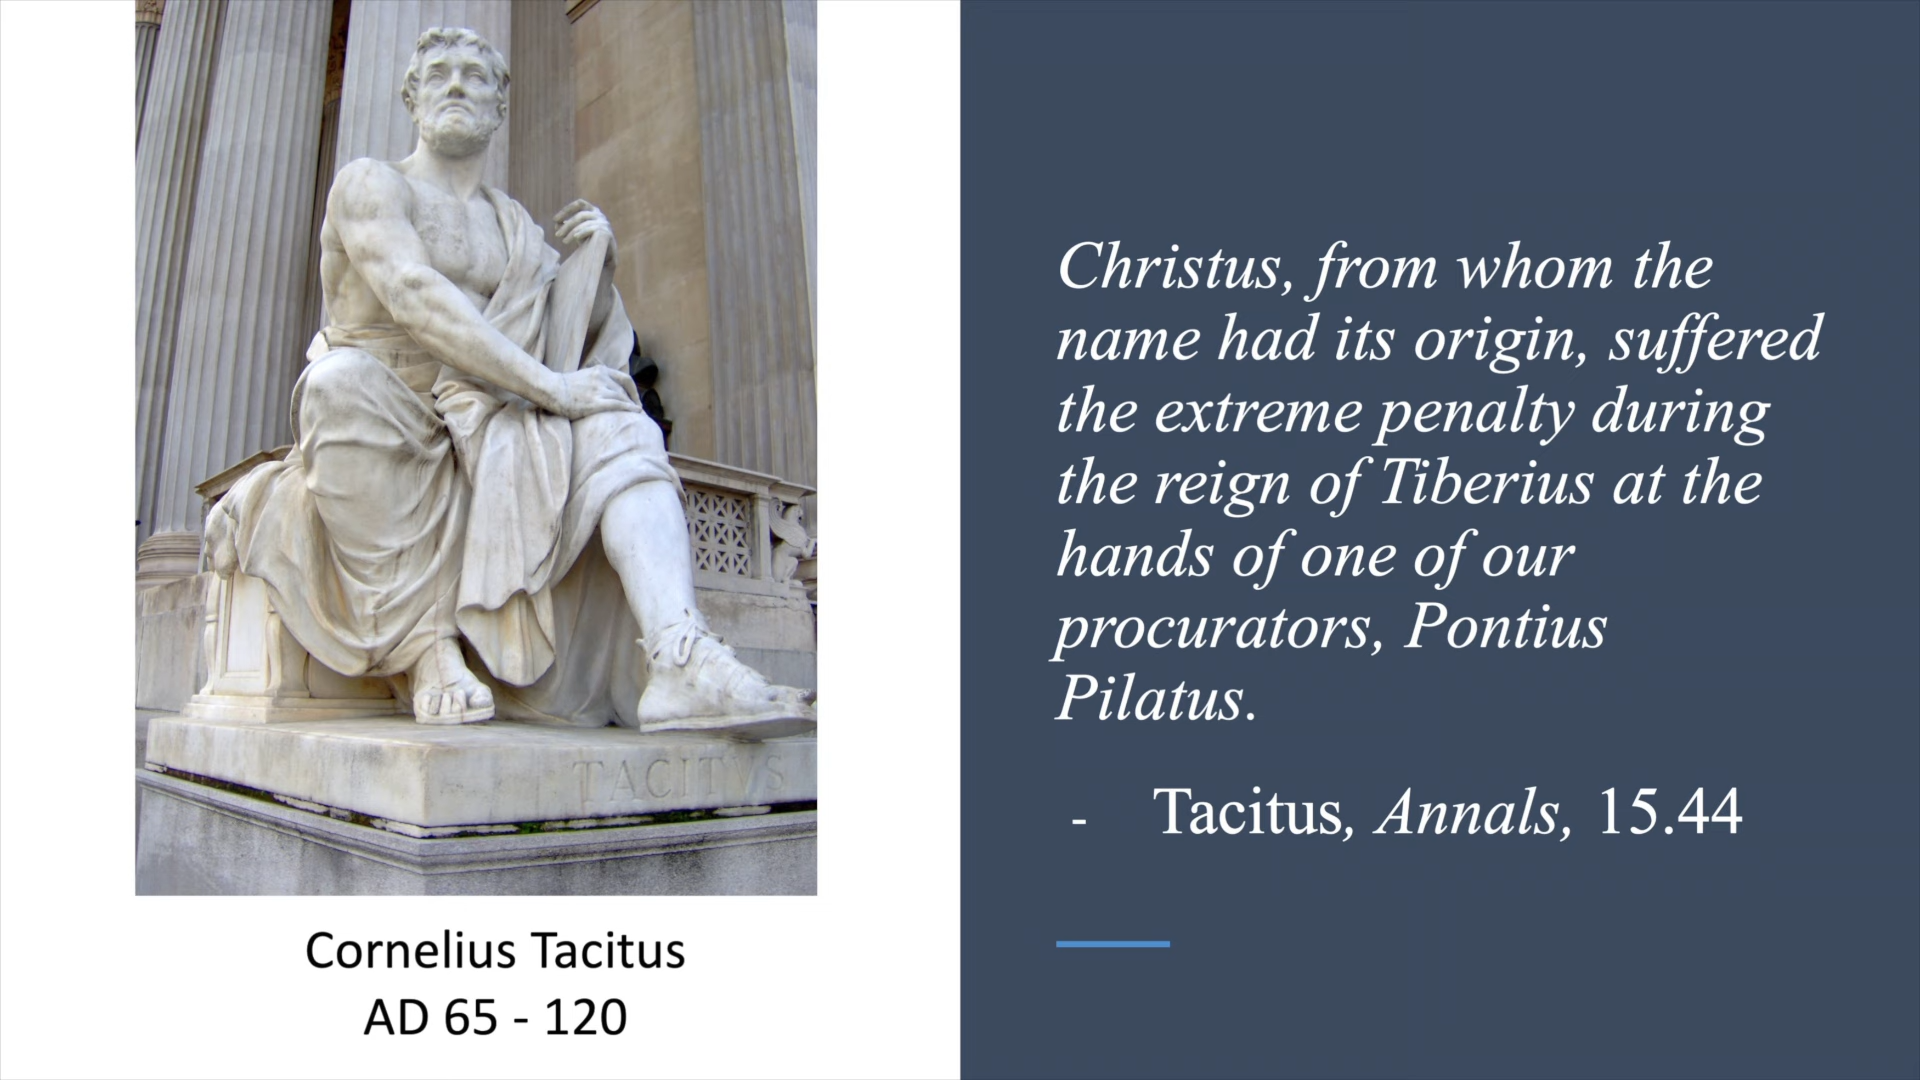 TACITVS
Cornelius Tacitus
AD 65 - 120
Christus, from whom the
name had its origin, suffered
the extreme penalty during
the reign of Tiberius at the
hands of one of our
procurators, Pontius
Pilatus.
- Tacitus, Annals, 15.44